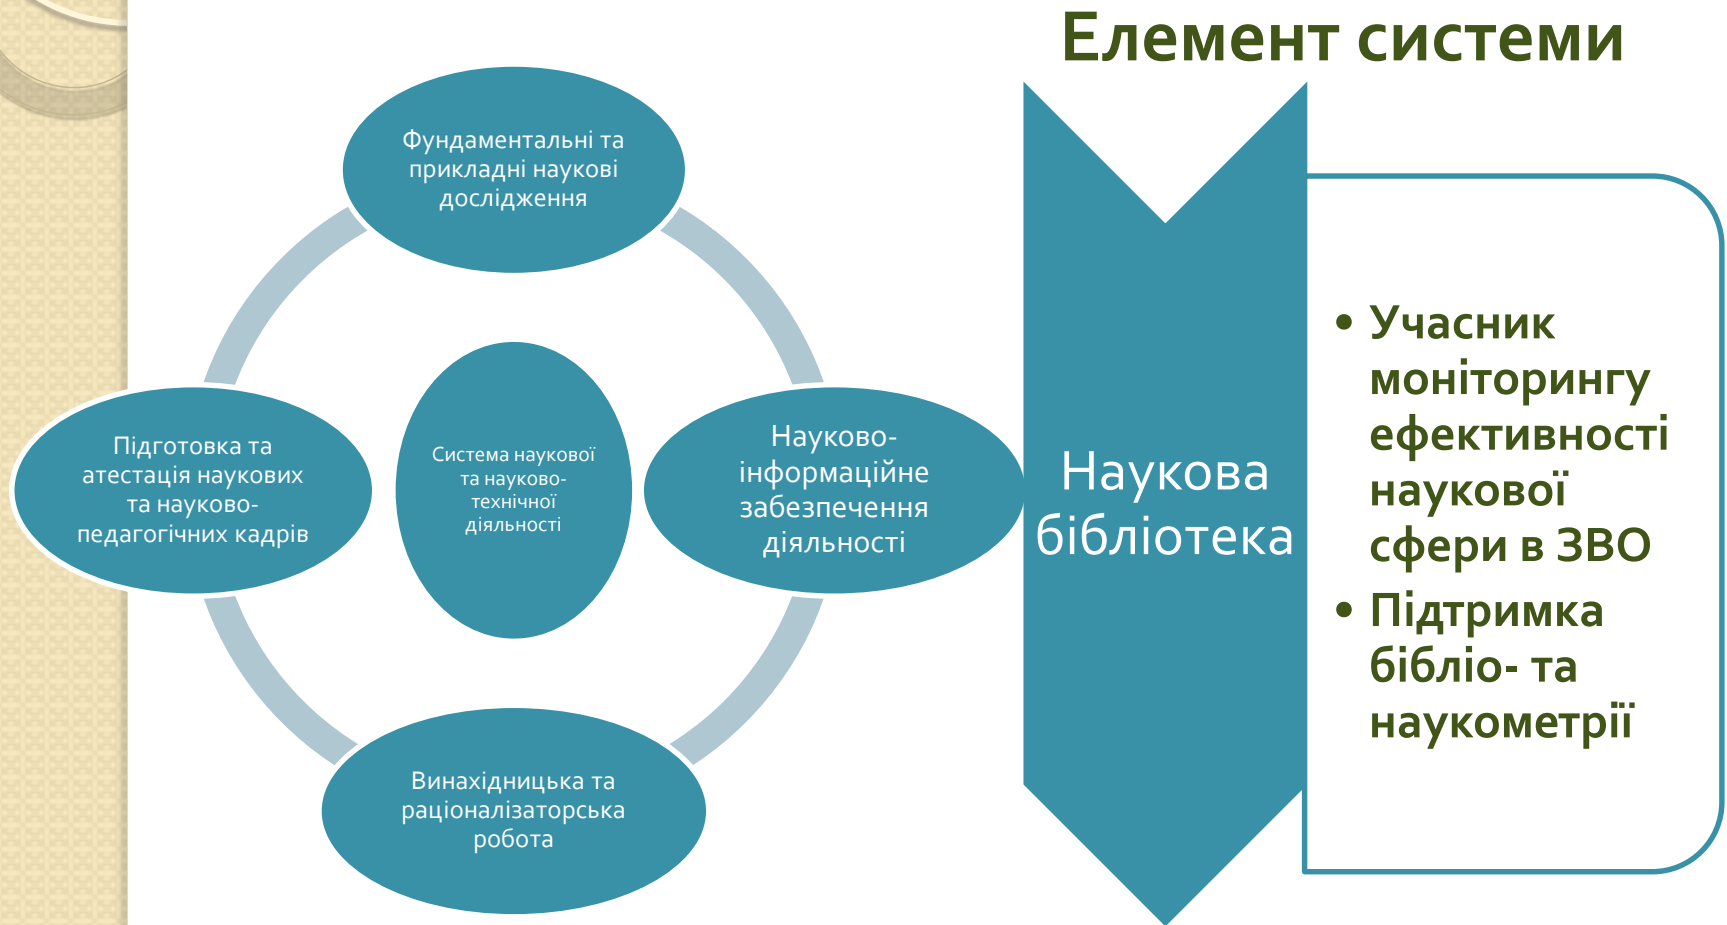 Елемент системи
Фундаментальні та
прикладні наукові
дослідження
Підготовка та
атестація наукових
та науково-
педагогічних кадрів
Система наукової
та науково-
технічної
діяльності
Науково-
інформаційне
забезпечення
діяльності
Винахідницька та
раціоналізаторська
робота
Наукова
бібліотека
• Учасник
моніторингу
ефективності
наукової
сфери в ЗВО
• Підтримка
бібліо- та
наукометрії